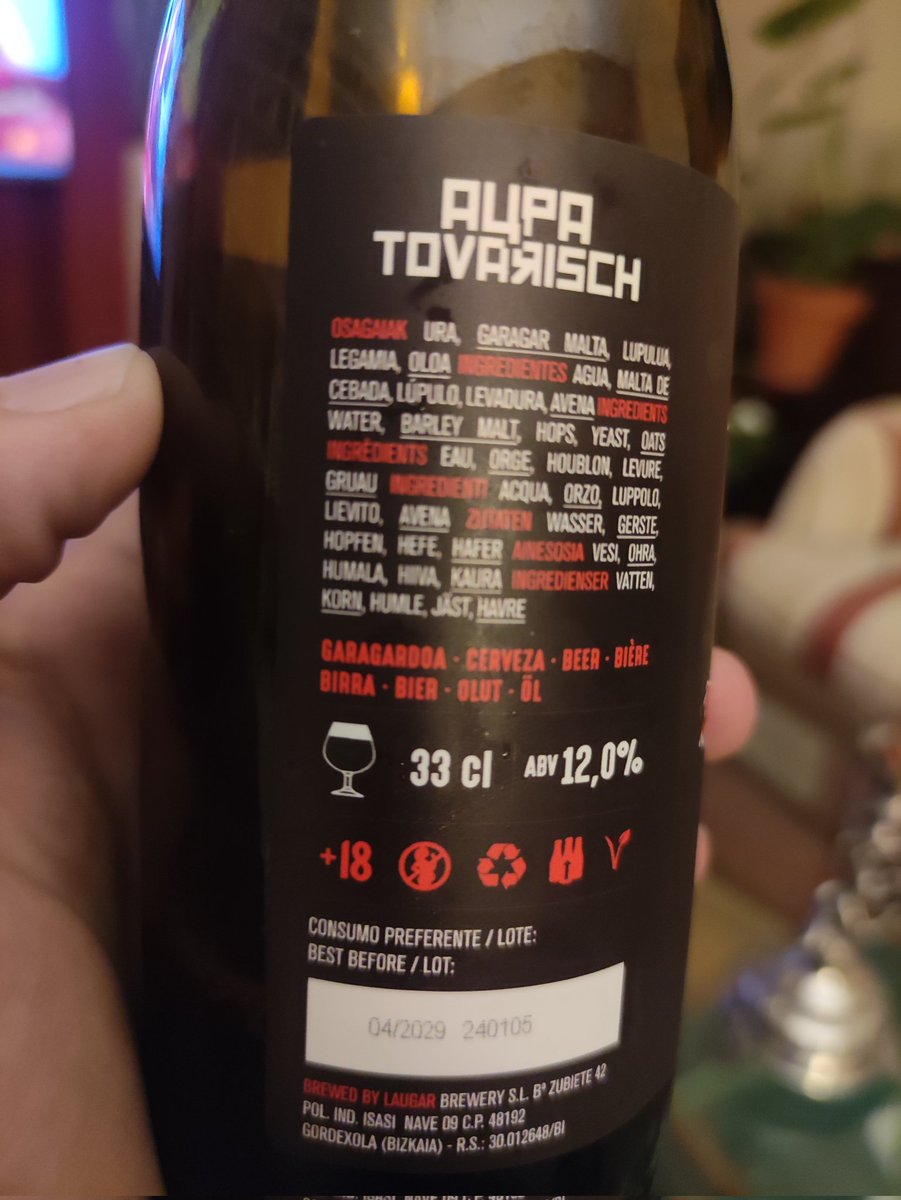 AЦPA
TOVAЯISCH
OSAGAIAK URA, GARAGAR MALTA, LUPULUA,
LEGAMIA, OLOA INGREDIENTES AGUA, MALTA DE
CEBADA, LÚPULO, LEVADURA, AVENA INGREDIENTS
WATER, BARLEY MALT, HOPS, YEAST, OATS
INGRÉDIENTS EAU, ORGE, HOUBLON, LEVURE,
GRUAU INGREDIENTI ACQUA, ORZO, LUPPOLO,
LIEVITO, AVENA ZUTATEN WASSER, GERSTE,
HOPFEN, HEFE, HAFER AINESOSIA VESI, OHRA,
HUMALA, HIIVA, KAURA INGREDIENSER VATTEN,
KORN, HUMLE, JÄST, HAVRE
GARAGARDOA · CERVEZA · BEER · BIÈRE
BIRRA · BIER · OLUT · ÖL
33 cl ABV 12,0%
+18
CONSUMO PREFERENTE / LOTE:
BEST BEFORE / LOT:
04/2029 240105
BREWED BY LAUGAR BREWERY S.L. Bº ZUBIETE 42
POL. IND. ISASI NAVE 09 C.P. 48192
GORDEXOLA (BIZKAIA) - R.S.: 30.012648/BI